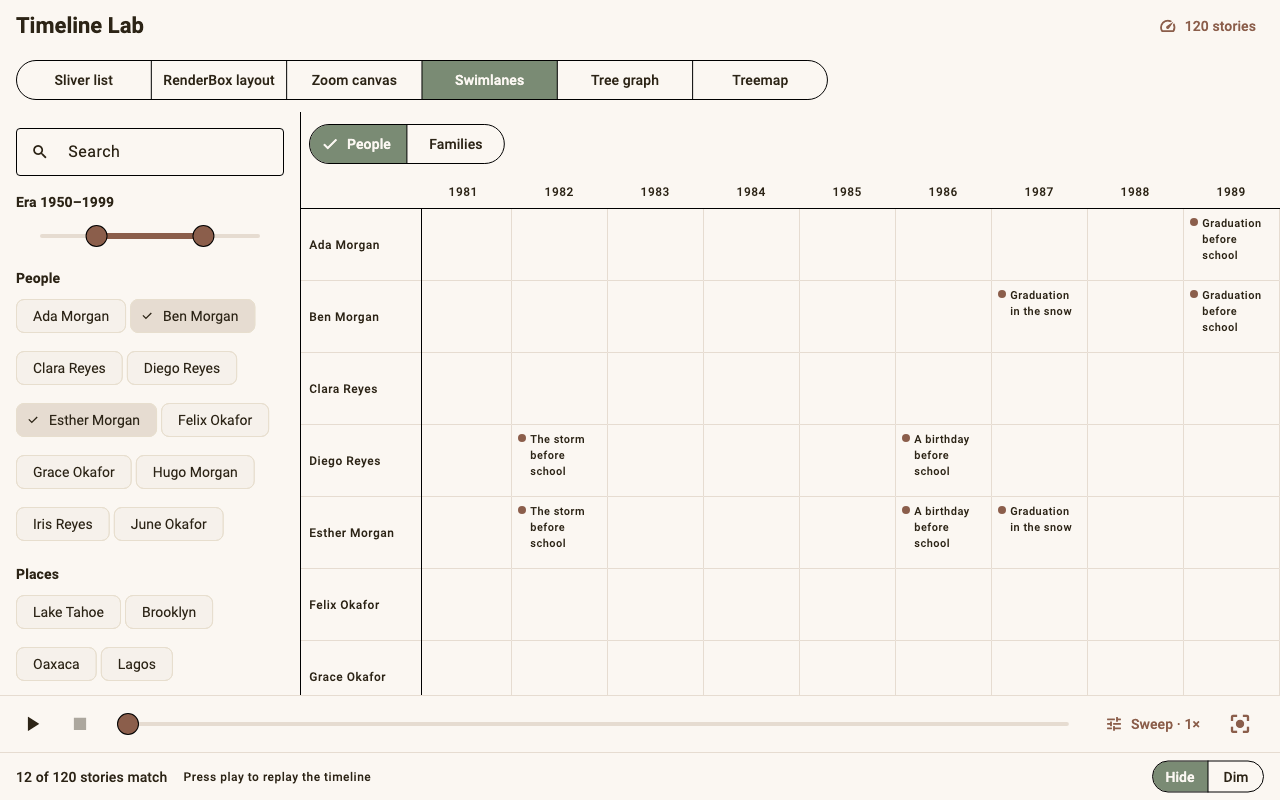 Timeline Lab
120 stories
Sliver list
RenderBox layout
Zoom canvas
Swimlanes
Tree graph
Treemap
Search
Era 1950–1999
People
Ada Morgan
Ben Morgan
Clara Reyes
Diego Reyes
Esther Morgan
Felix Okafor
Grace Okafor
Hugo Morgan
Iris Reyes
June Okafor
Places
Lake Tahoe
Brooklyn
Oaxaca
Lagos
People
Families
1981
1982
1983
1984
1985
1986
1987
1988
1989
Ada Morgan
Graduation
before
school
Ben Morgan
Graduation
in the snow
Graduation
before
school
Clara Reyes
Diego Reyes
The storm
before
school
A birthday
before
school
Esther Morgan
The storm
before
school
A birthday
before
school
Graduation
in the snow
Felix Okafor
Grace Okafor
Sweep · 1×
12 of 120 stories match
Press play to replay the timeline
Hide
Dim